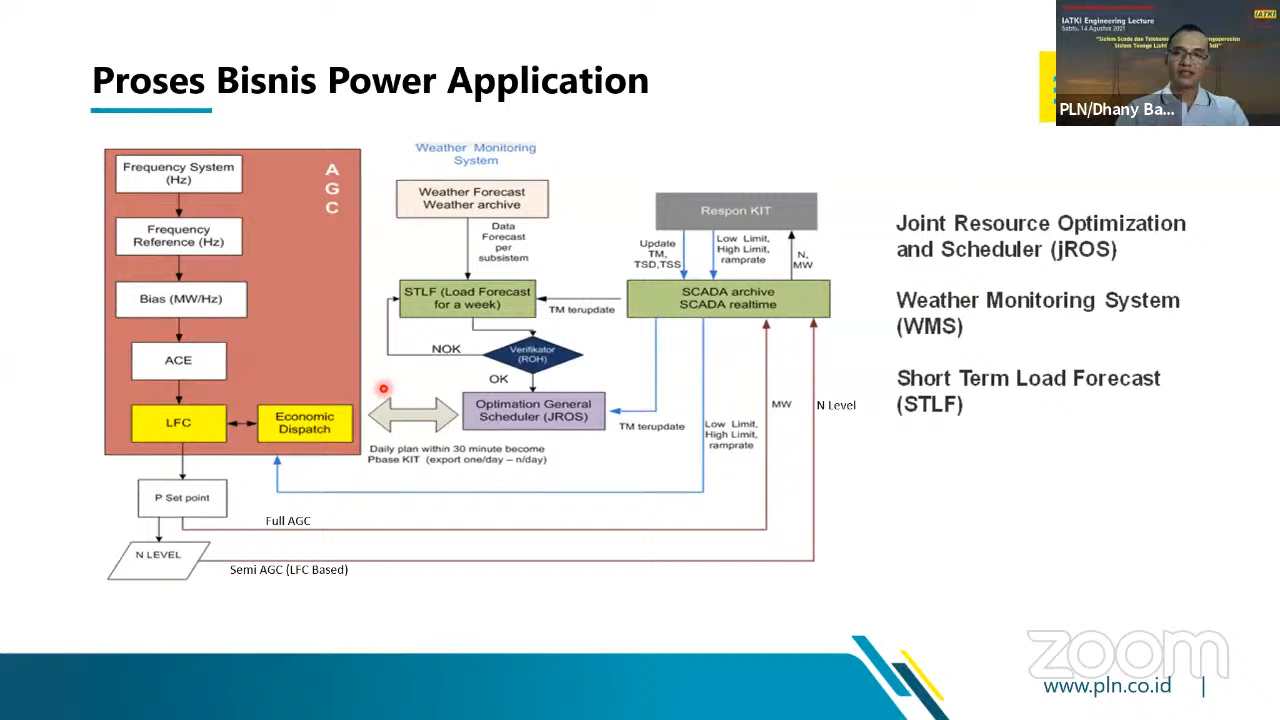 Proses Bisnis Power Application
IATKI Engineering Lecture
Sabtu, 14 Agustus 2021
IATKI
PLN/Dhany Ba...
A
G
C
Frequency System
(Hz)
Frequency
Reference (Hz)
Bias (MW/Hz)
ACE
LFC
Economic
Dispatch
P Set point
N LEVEL
Full AGC
Semi AGC (LFC Based)
Weather Monitoring
System
Weather Forecast
Weather archive
Data
Forecast
per
subsistem
STLF (Load Forecast
for a week)
TM terupdate
NOK
Verifikator
(ROH)
OK
Optimation General
Scheduler (JROS)
TM terupdate
Daily plan within 30 minute become
Pbase KIT (export one/day – n/day)
Respon KIT
Update
TM,
TSD,TSS
Low Limit,
High Limit,
ramprate
N,
MW
SCADA archive
SCADA realtime
Low Limit,
High Limit,
ramprate
MW
N Level
Joint Resource Optimization
and Scheduler (jROS)
Weather Monitoring System
(WMS)
Short Term Load Forecast
(STLF)
zoom
www.pln.co.id